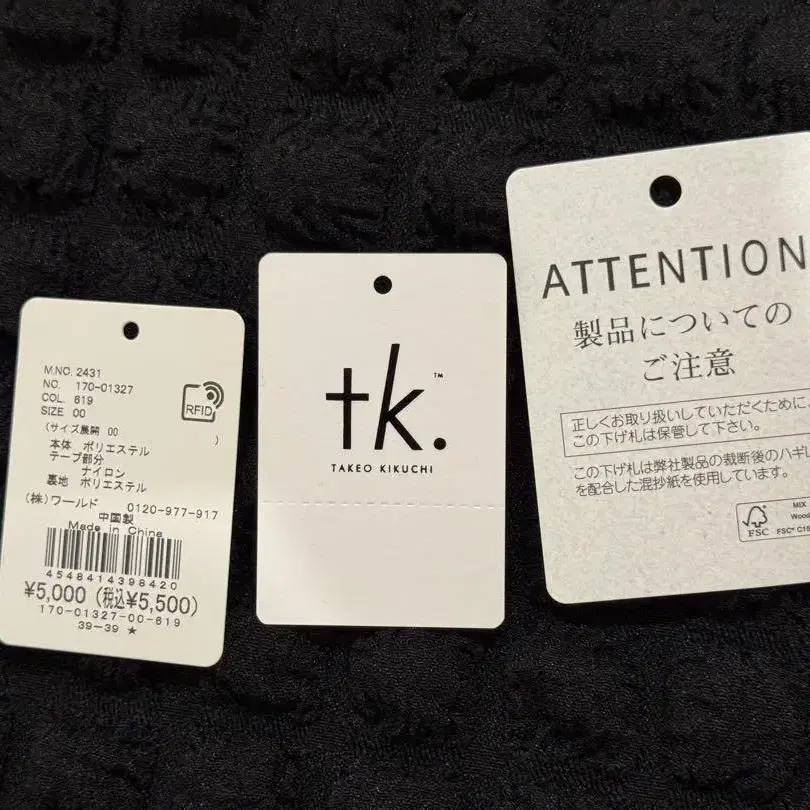 M.NO. 2431
NO. 170-01327
COL. 619
SIZE 00
(サイズ展開 00 )
本体 ポリエステル
テープ部分
ナイロン
裏地 ポリエステル
(株)ワールド 0120-977-917
中国製
Made in China
4548414398420
¥5,000 (税込¥5,500)
170-01327-00-619
39-39 ★
RFID
tk.™
TAKEO KIKUCHI
ATTENTION
製品についての
ご注意
正しくお取り扱いしていただくために、
この下げ札は保管して下さい。
この下げ札は弊社製品の裁断後のハギレ
を配合した混抄紙を使用しています。
FSC
MIX
Wood
FSC® C15